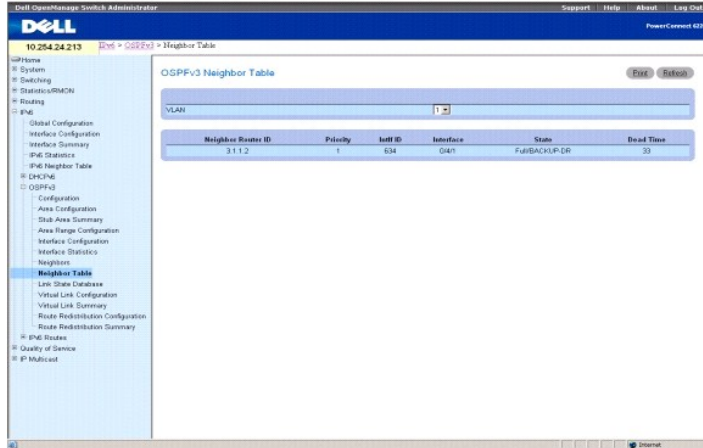 Dell OpenManage Switch Administrator
Support Help About Log Out
DELL
PowerConnect 622
10.254.24.213
IPv6 > OSPFv3 > Neighbor Table
Home
System
Switching
Statistics/RMON
Routing
IPv6
Global Configuration
Interface Configuration
Interface Summary
IPv6 Statistics
IPv6 Neighbor Table
DHCPv6
OSPFv3
Configuration
Area Configuration
Stub Area Summary
Area Range Configuration
Interface Configuration
Interface Statistics
Neighbors
Neighbor Table
Link State Database
Virtual Link Configuration
Virtual Link Summary
Route Redistribution Configuration
Route Redistribution Summary
IPv6 Routes
Quality of Service
IP Multicast
OSPFv3 Neighbor Table
Print Refresh
VLAN 1
Neighbor Router ID Priority IntIf ID Interface State Dead Time
3.1.1.2 1 634 0/4/1 Full/BACKUP-DR 33
Internet